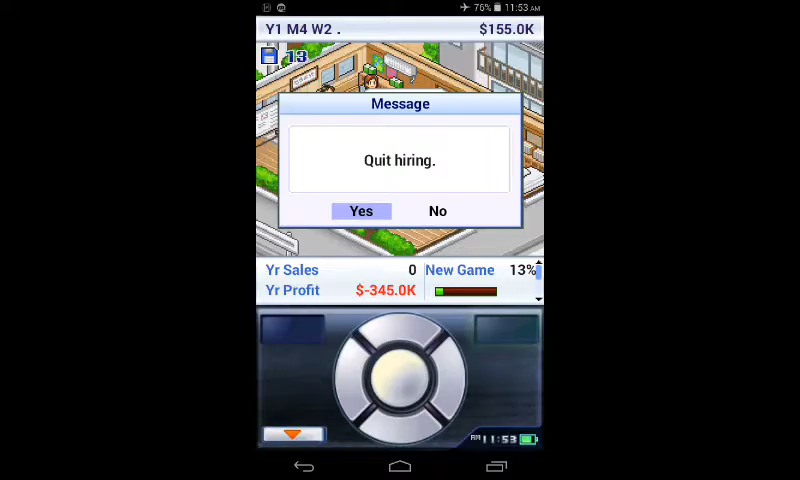 76% 11:53 AM
Y1 M4 W2 . $155.0K
13
Message
Quit hiring.
Yes No
Yr Sales 0 New Game 13%
Yr Profit $-345.0K
AM 11:53